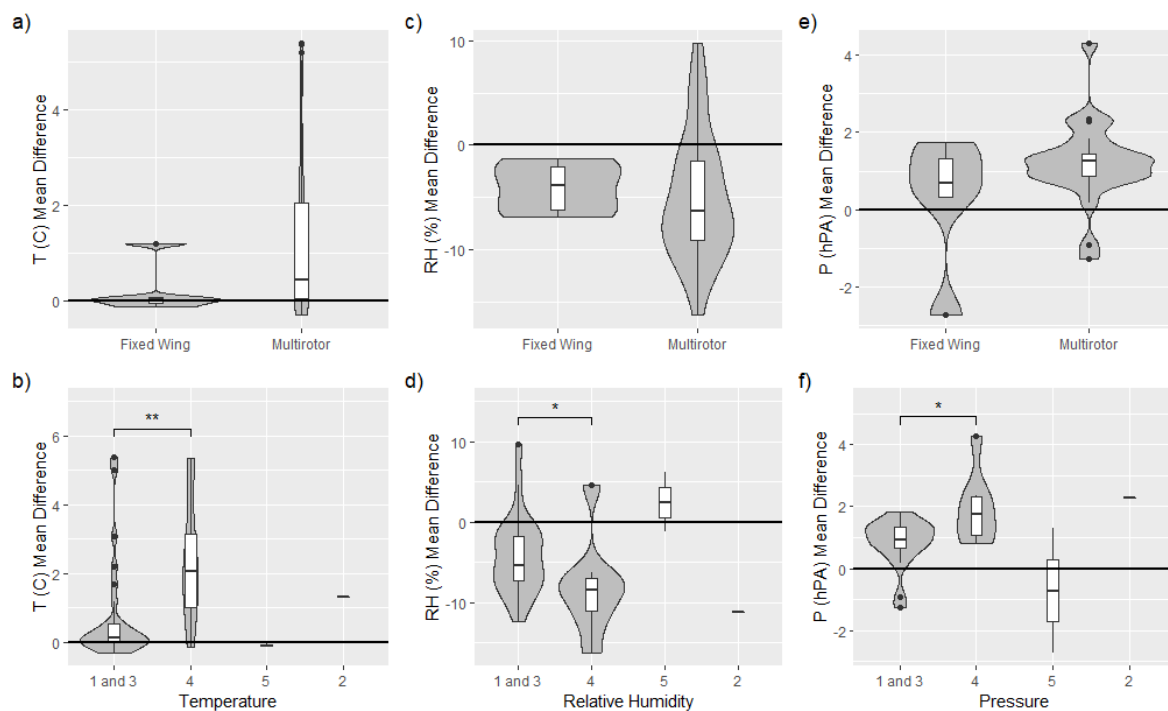 a)
T (C) Mean Difference
6
4
2
0
Fixed Wing Multirotor
c)
RH (%) Mean Difference
10
0
-10
Fixed Wing Multirotor
e)
P (hPA) Mean Difference
4
2
0
-2
Fixed Wing Multirotor
b)
T (C) Mean Difference
6
4
2
0
**
1 and 3 4 5 2
Temperature
d)
RH (%) Mean Difference
10
0
-10
*
1 and 3 4 5 2
Relative Humidity
f)
P (hPA) Mean Difference
4
2
0
-2
*
1 and 3 4 5 2
Pressure